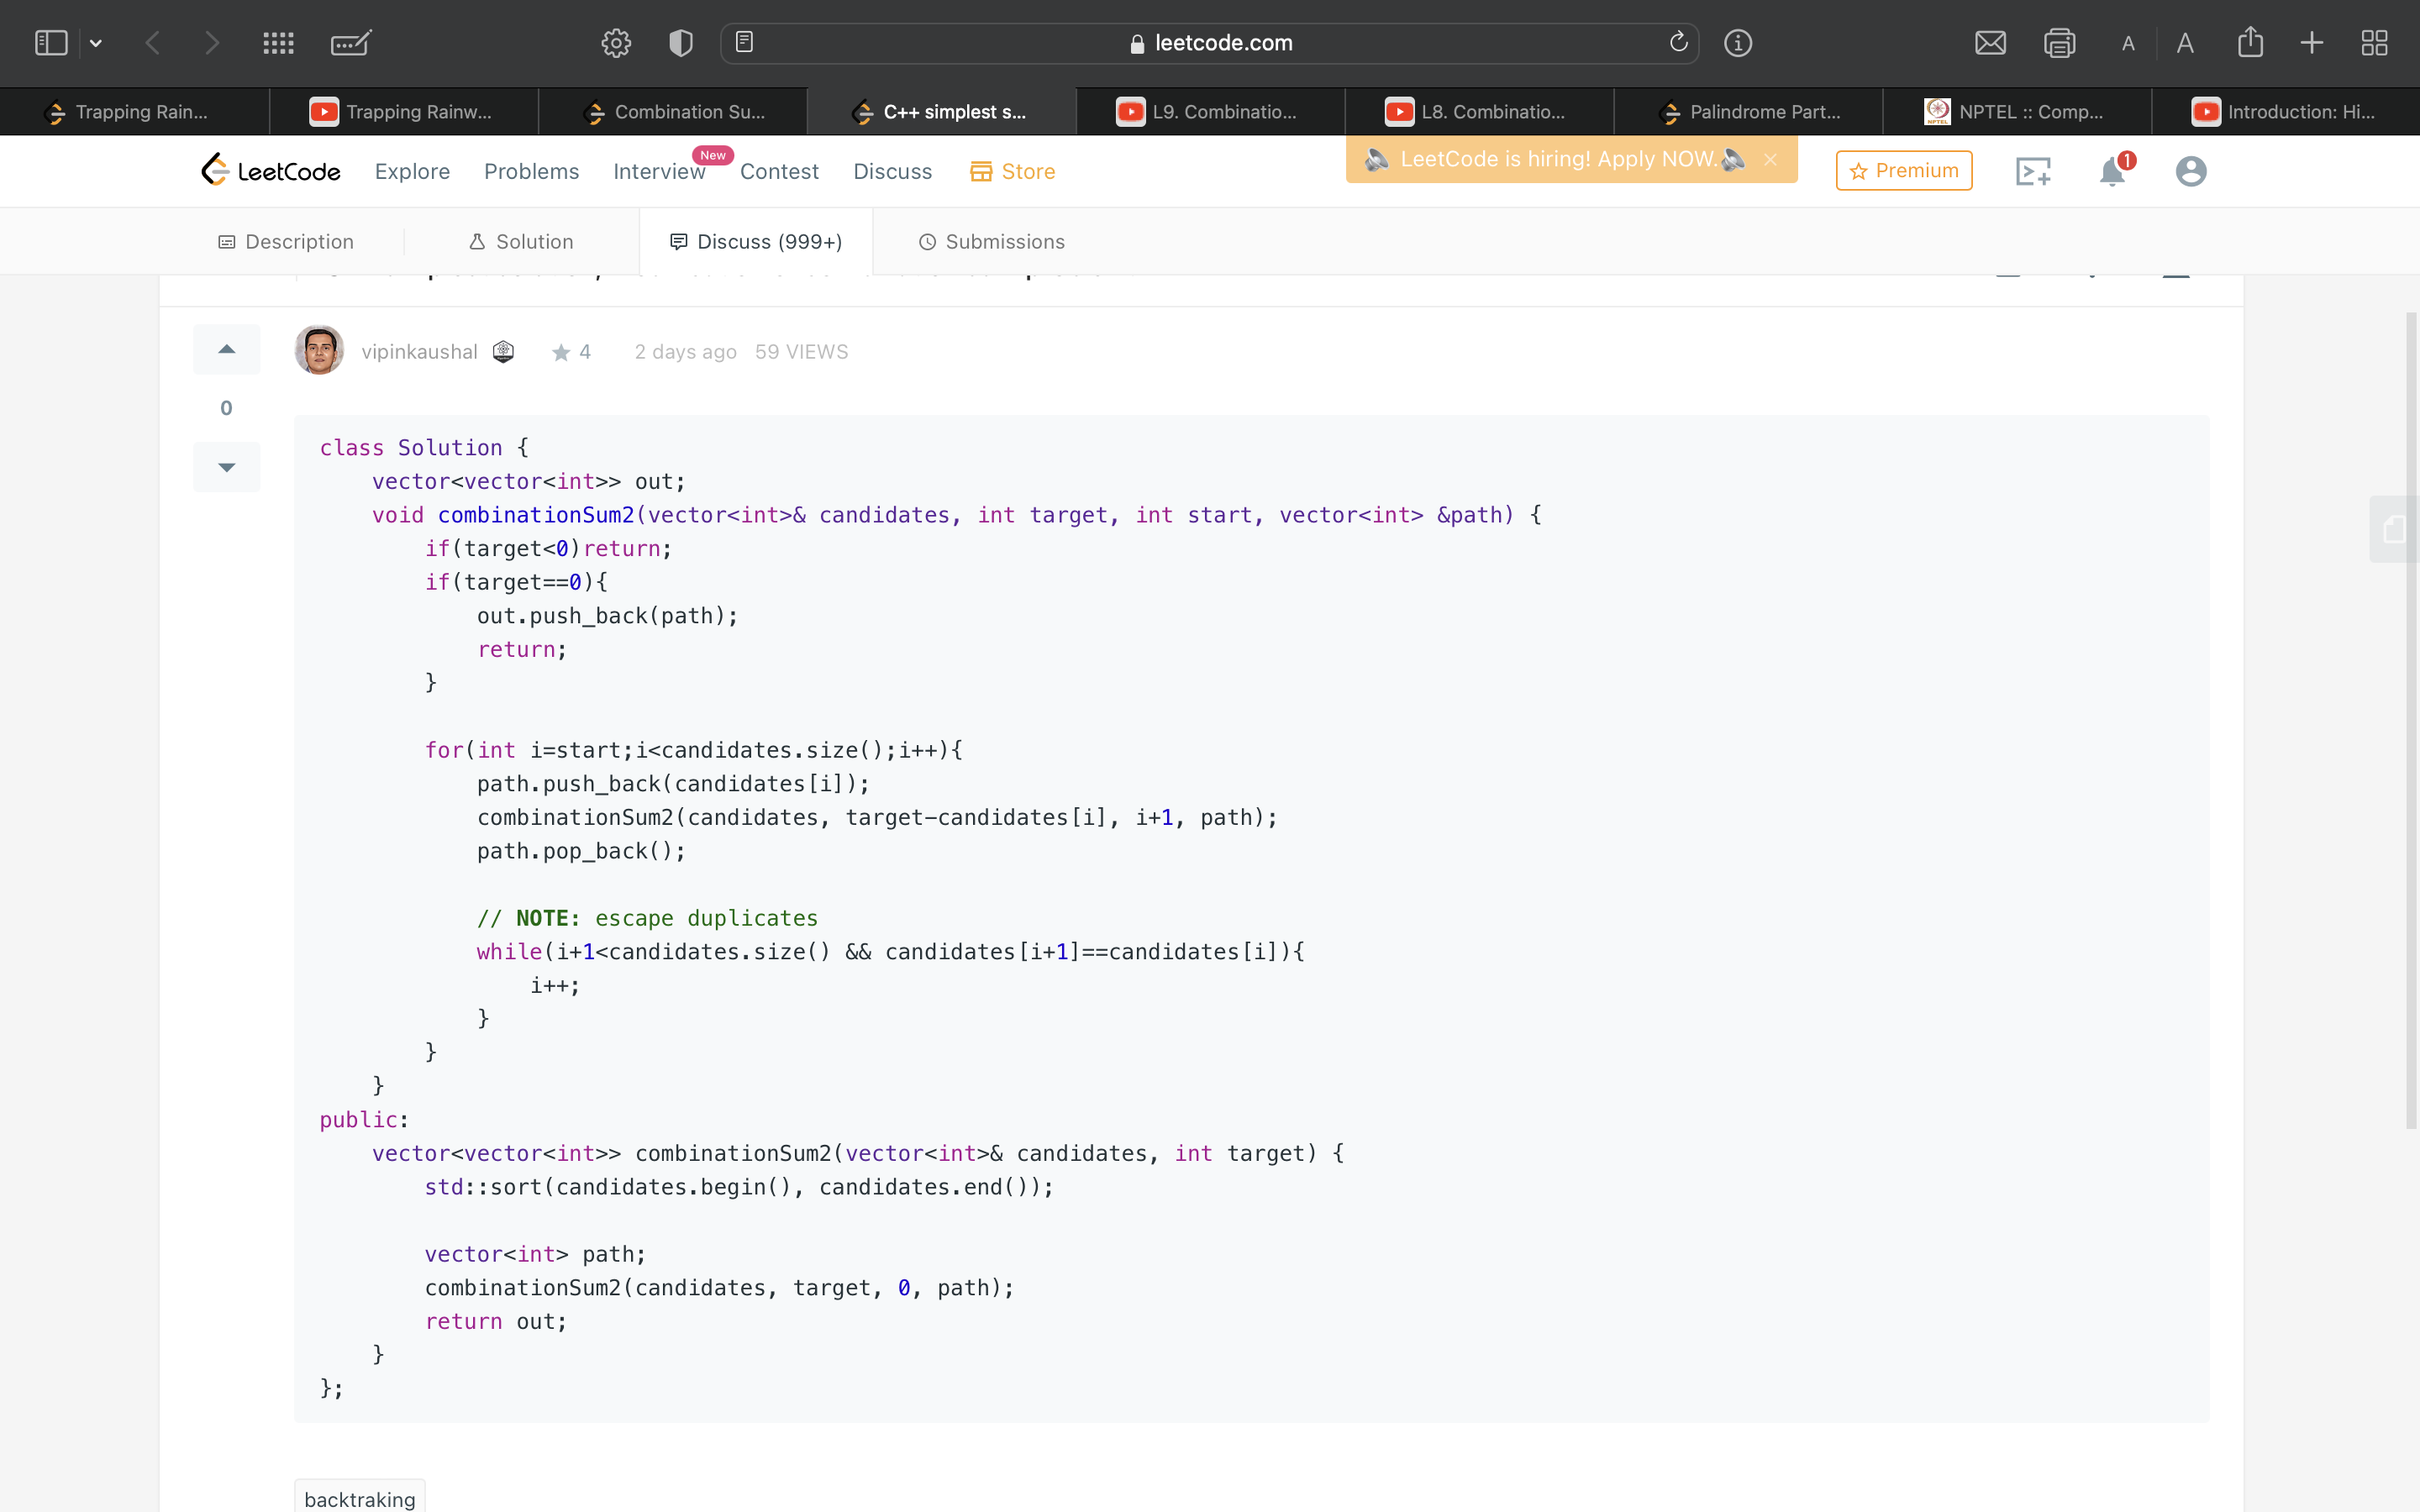 leetcode.com
A A
Trapping Rain...
Trapping Rainw...
Combination Su...
C++ simplest s...
L9. Combinatio...
L8. Combinatio...
Palindrome Part...
NPTEL :: Comp...
Introduction: Hi...
LeetCode Explore Problems Interview New Contest Discuss Store
LeetCode is hiring! Apply NOW.
Premium
1
Description Solution Discuss (999+) Submissions
vipinkaushal 4 2 days ago 59 VIEWS
0
class Solution {
    vector<vector<int>> out;
    void combinationSum2(vector<int>& candidates, int target, int start, vector<int> &path) {
        if(target<0)return;
        if(target==0){
            out.push_back(path);
            return;
        }
        for(int i=start;i<candidates.size();i++){
            path.push_back(candidates[i]);
            combinationSum2(candidates, target-candidates[i], i+1, path);
            path.pop_back();
            // NOTE: escape duplicates
            while(i+1<candidates.size() && candidates[i+1]==candidates[i]){
                i++;
            }
        }
    }
public:
    vector<vector<int>> combinationSum2(vector<int>& candidates, int target) {
        std::sort(candidates.begin(), candidates.end());
        vector<int> path;
        combinationSum2(candidates, target, 0, path);
        return out;
    }
};
backtraking